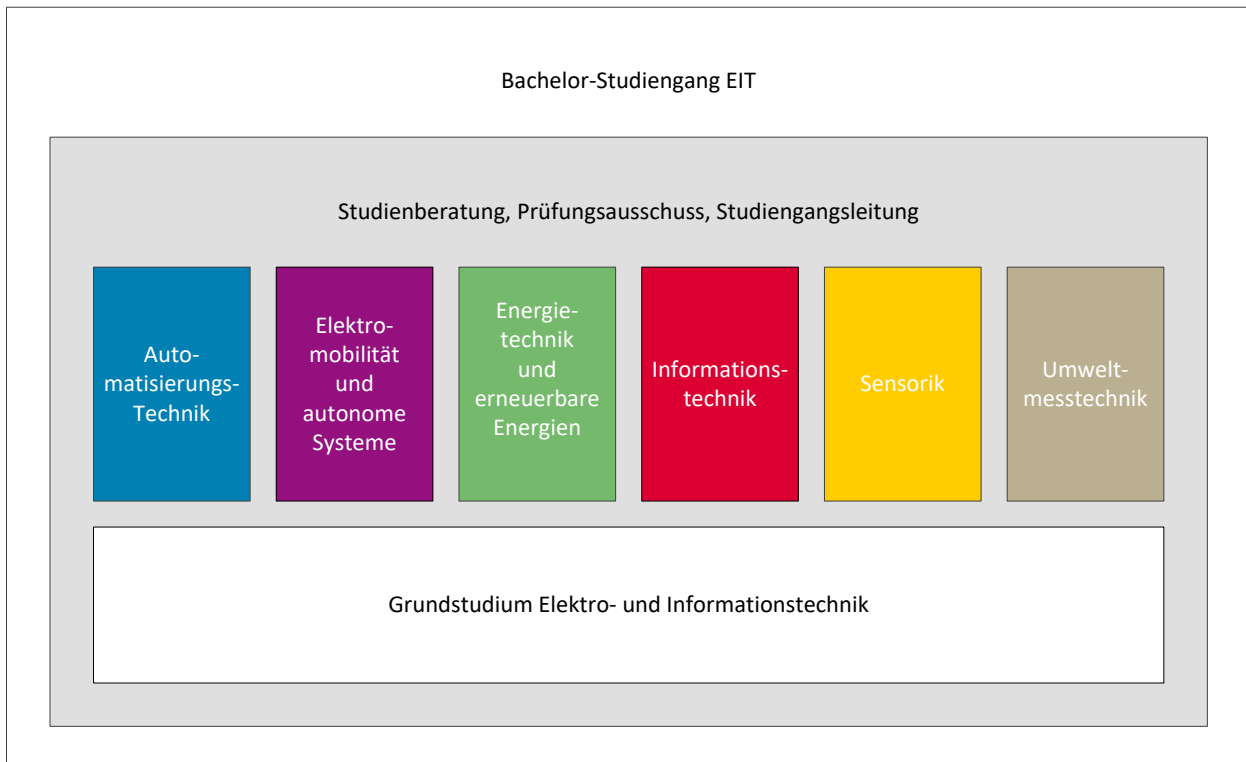 Bachelor-Studiengang EIT
Studienberatung, Prüfungsausschuss, Studiengangsleitung
Auto-
matisierungs-
Technik
Elektro-
mobilität
und
autonome
Systeme
Energie-
technik
und
erneuerbare
Energien
Informations-
technik
Sensorik
Umwelt-
messtechnik
Grundstudium Elektro- und Informationstechnik